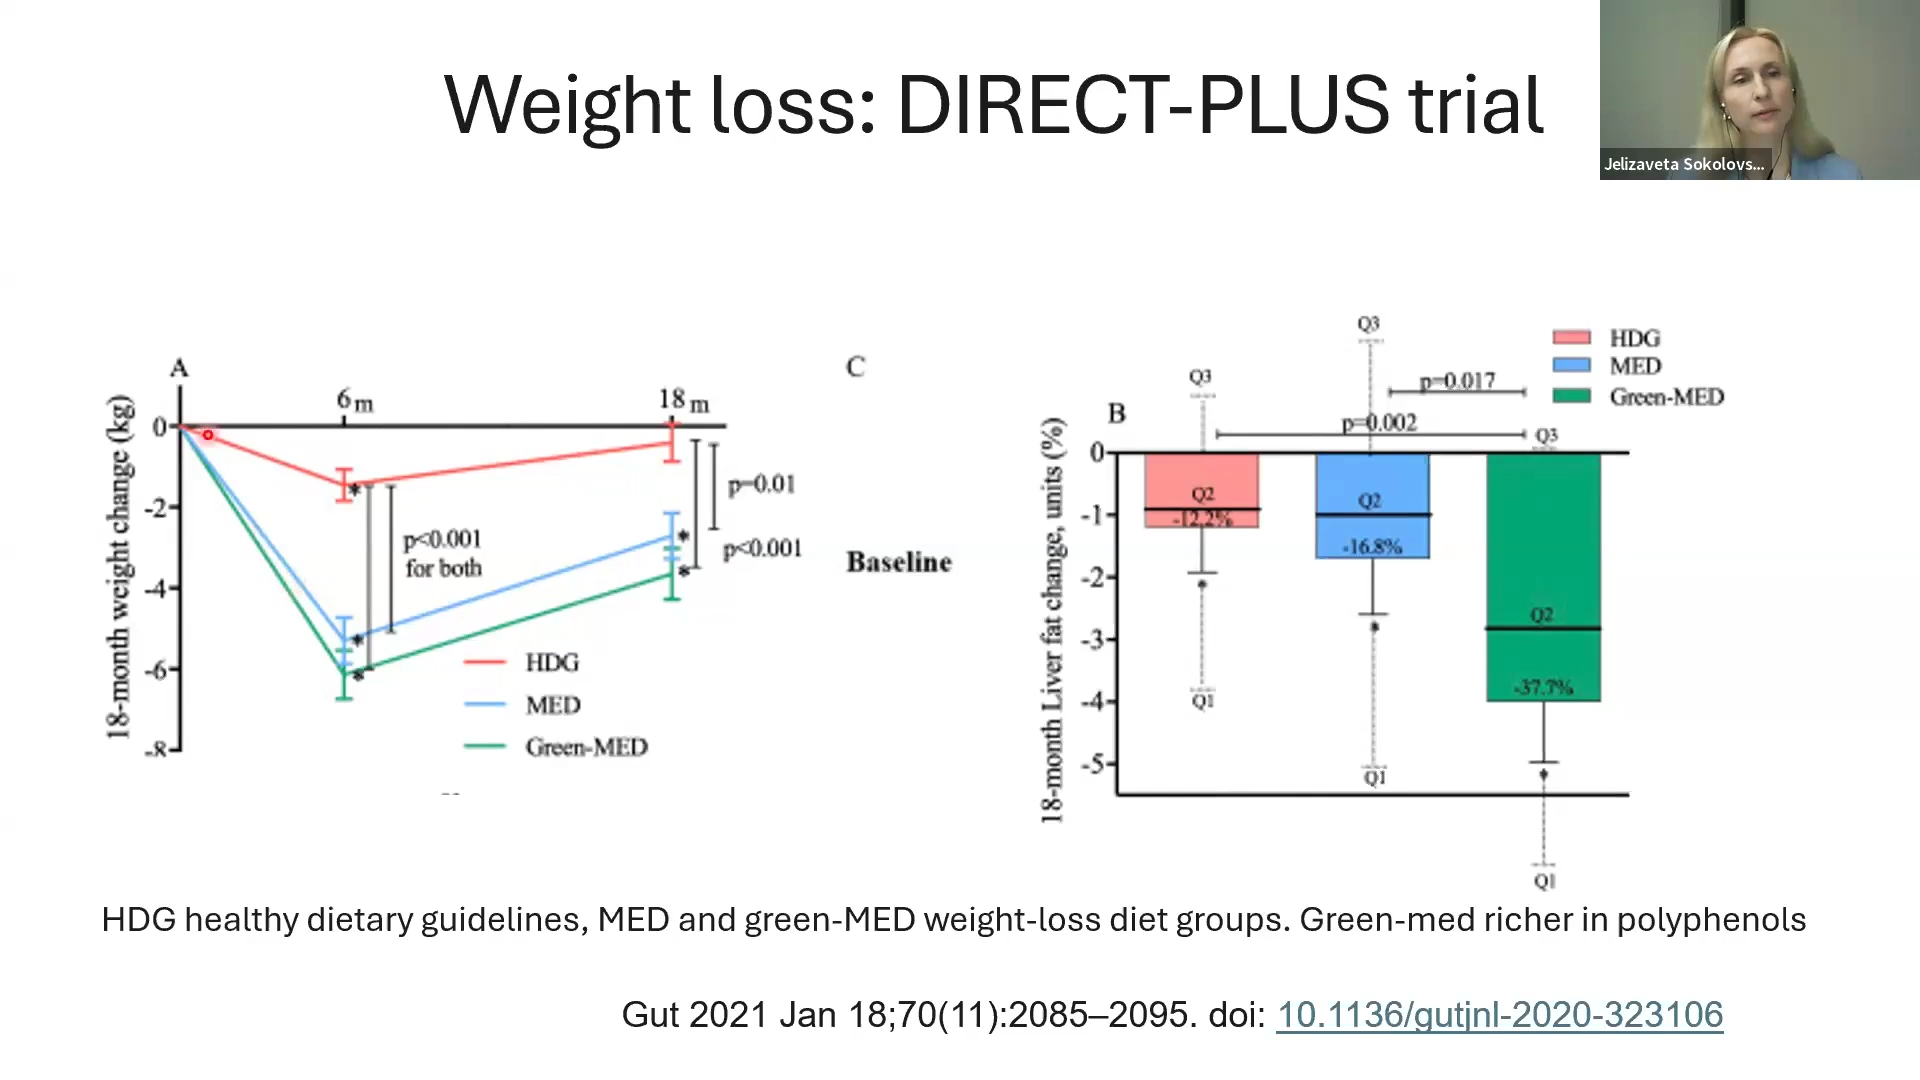 Weight loss: DIRECT-PLUS trial
Jelizaveta Sokolovs...
A
18-month weight change (kg)
6 m
18 m
0
-2
-4
-6
-8
*
*
*
*
*
p<0.001
for both
p=0.01
p<0.001
HDG
MED
Green-MED
C
Baseline
B
18-month Liver fat change, units (%)
HDG
MED
Green-MED
Q3
Q3
Q3
p=0.017
p=0.002
0
-1
-2
-3
-4
-5
Q2
-12.2%
Q2
-16.8%
Q2
-37.7%
*
*
*
Q1
Q1
Q1
HDG healthy dietary guidelines, MED and green-MED weight-loss diet groups. Green-med richer in polyphenols
Gut 2021 Jan 18;70(11):2085–2095. doi: 10.1136/gutjnl-2020-323106